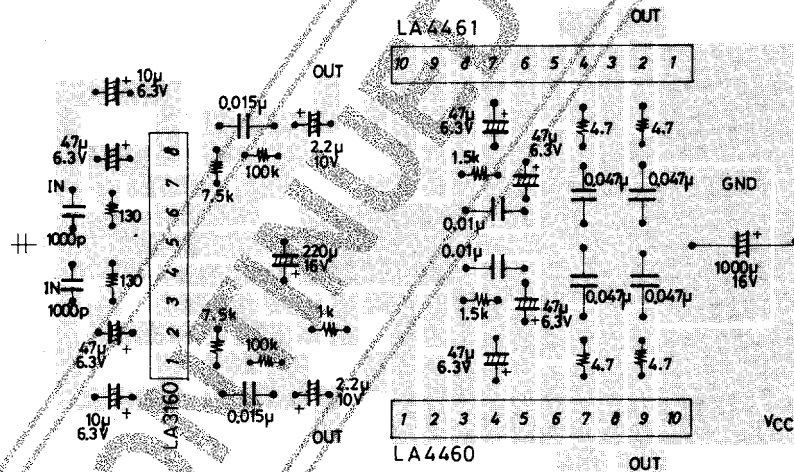 LA4461
OUT
10 9 8 7 6 5 4 3 2 1
10µ
6.3V
OUT
0.015µ
47µ
6.3V
2.2µ
10V
100k
7.5k
8
7
6
5
4
3
2
1
IN
1000p
130
IN
1000p
130
220µ
16V
7.5k
1k
100k
47µ
6.3V
10µ
6.3V
LA3160
0.015µ
2.2µ
10V
OUT
47µ
6.3V
47µ
6.3V
4.7
4.7
1.5k
0.047µ
0.047µ
0.01µ
0.01µ
GND
1000µ
16V
1.5k
47µ
6.3V
0.047µ
0.047µ
47µ
6.3V
4.7
4.7
1 2 3 4 5 6 7 8 9 10
VCC
LA4460
OUT